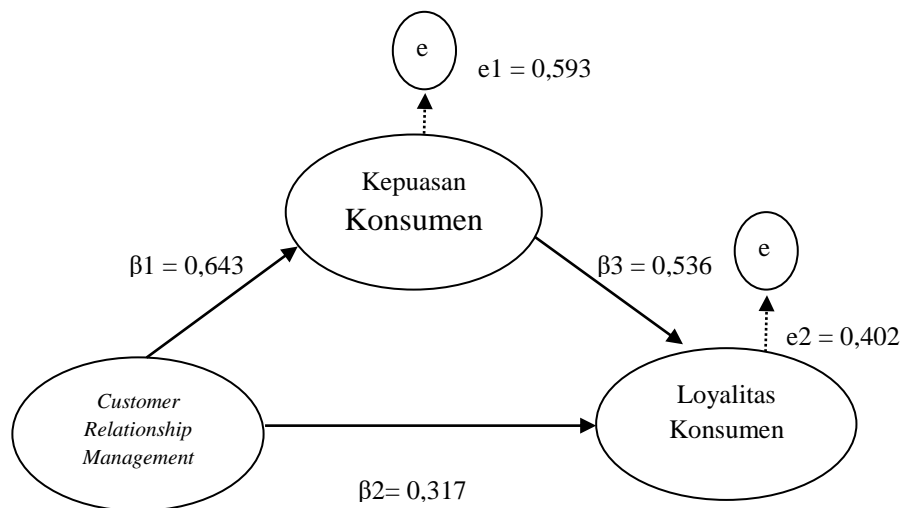 e
e1 = 0,593
Kepuasan
Konsumen
β1 = 0,643
β3 = 0,536
e
e2 = 0,402
Customer
Relationship
Management
Loyalitas
Konsumen
β2= 0,317